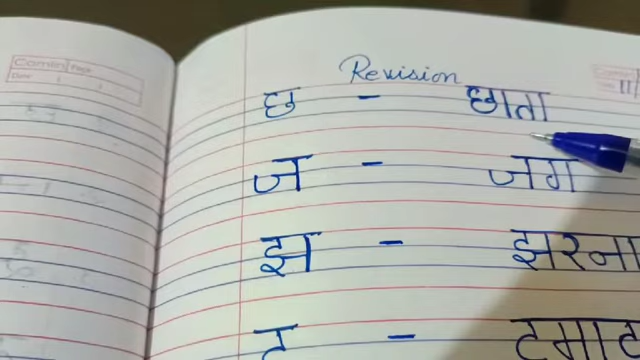 Revision
छ - छाता
ज - जग
झ - झरना
ट -